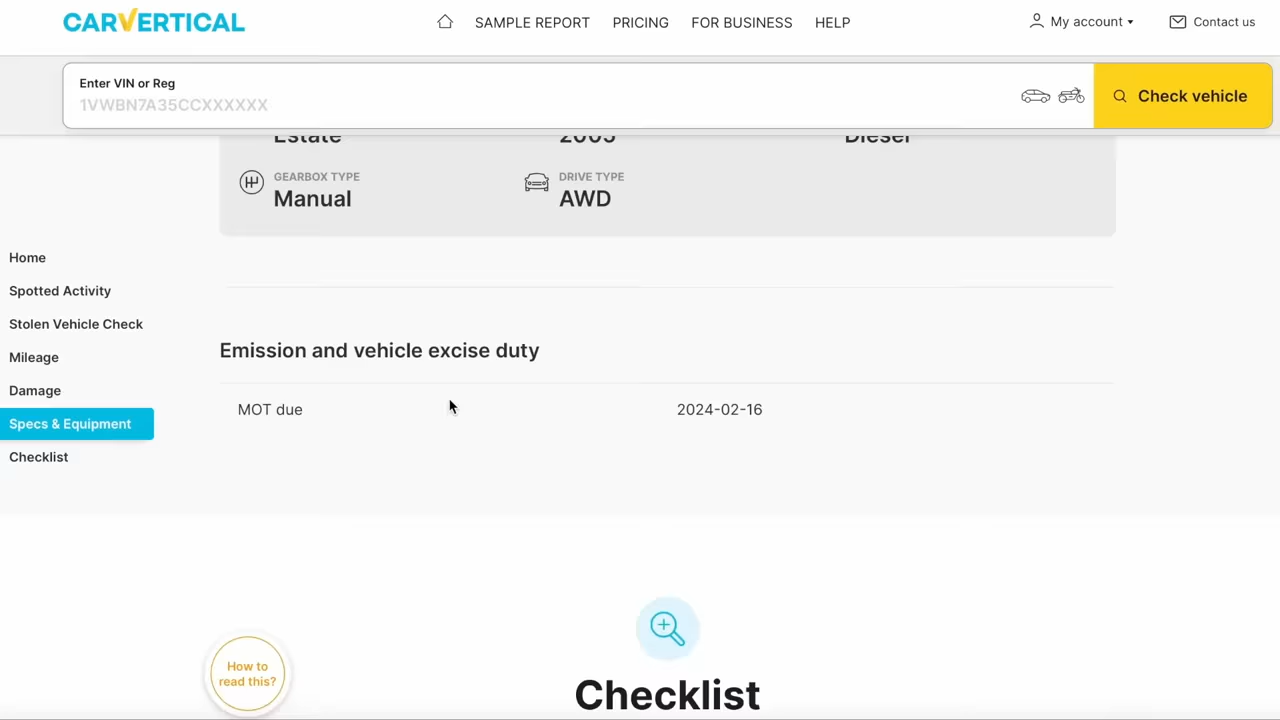 CARVERTICAL
SAMPLE REPORT
PRICING
FOR BUSINESS
HELP
My account
Contact us
Enter VIN or Reg
1VWBN7A35CCXXXXXX
Check vehicle
Estate
2005
Diesel
GEARBOX TYPE
Manual
DRIVE TYPE
AWD
Home
Spotted Activity
Stolen Vehicle Check
Mileage
Damage
Specs & Equipment
Checklist
Emission and vehicle excise duty
MOT due
2024-02-16
How to
read this?
Checklist